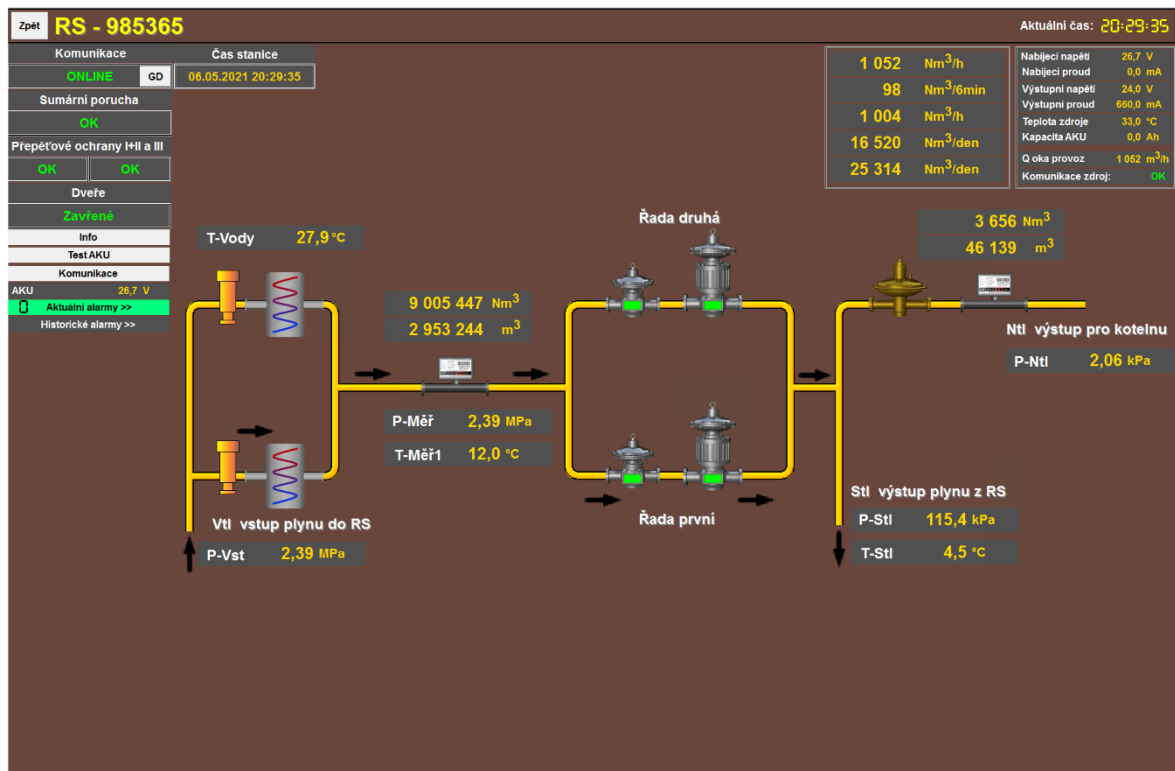 Zpět RS - 985365 Aktuální čas: 20:29:35
Komunikace Čas stanice
ONLINE GD 06.05.2021 20:29:35
Sumární porucha
OK
Přepěťové ochrany I+II a III
OK OK
Dveře
Zavřené
Info
Test AKU
Komunikace
AKU 26,7 V
0 Aktuální alarmy >>
Historické alarmy >>
1 052 Nm3/h
98 Nm3/6min
1 004 Nm3/h
16 520 Nm3/den
25 314 Nm3/den
Nabíjecí napětí 26,7 V
Nabíjecí proud 0,0 mA
Výstupní napětí 24,0 V
Výstupní proud 660,0 mA
Teplota zdroje 33,0 °C
Kapacita AKU 0,0 Ah
Q oka provoz 1 052 m3/h
Komunikace zdroj: OK
T-Vody 27,9 °C
9 005 447 Nm3
2 953 244 m3
P-Měř 2,39 MPa
T-Měř1 12,0 °C
Vtl vstup plynu do RS
P-Vst 2,39 MPa
Řada druhá
Řada první
3 656 Nm3
46 139 m3
Ntl výstup pro kotelnu
P-Ntl 2,06 kPa
Stl výstup plynu z RS
P-Stl 115,4 kPa
T-Stl 4,5 °C